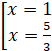 [x = 1
x = 5/3